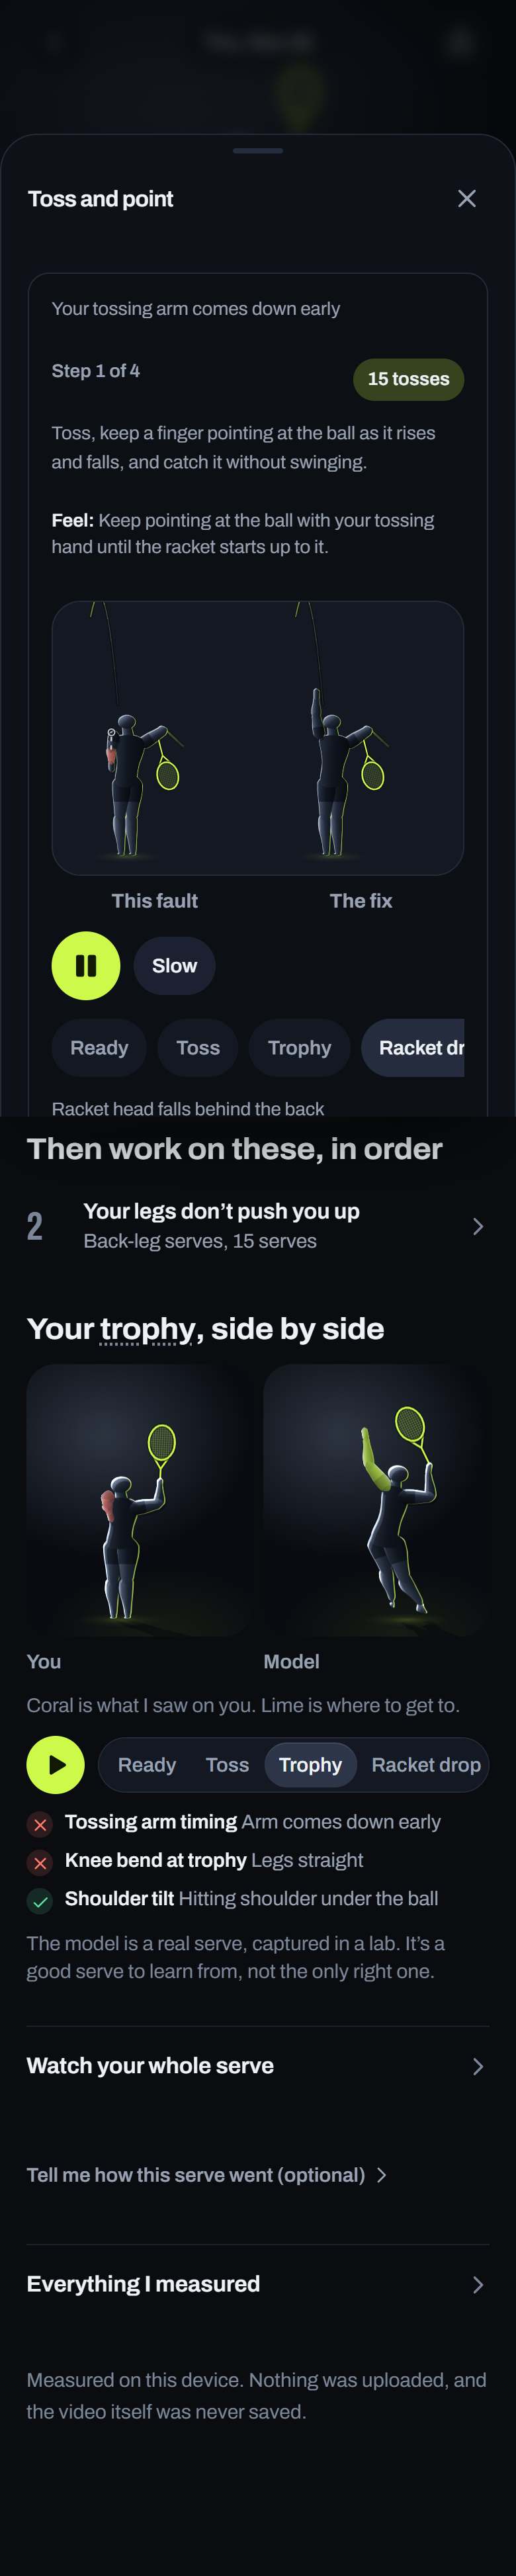 Toss and point
Your tossing arm comes down early
Step 1 of 4
15 tosses
Toss, keep a finger pointing at the ball as it rises
and falls, and catch it without swinging.
Feel: Keep pointing at the ball with your tossing
hand until the racket starts up to it.
This fault
The fix
Slow
Ready
Toss
Trophy
Racket dr
Racket head falls behind the back
Then work on these, in order
2
Your legs don’t push you up
Back-leg serves, 15 serves
Your trophy, side by side
You
Model
Coral is what I saw on you. Lime is where to get to.
Ready
Toss
Trophy
Racket drop
Tossing arm timing Arm comes down early
Knee bend at trophy Legs straight
Shoulder tilt Hitting shoulder under the ball
The model is a real serve, captured in a lab. It’s a
good serve to learn from, not the only right one.
Watch your whole serve
Tell me how this serve went (optional)
Everything I measured
Measured on this device. Nothing was uploaded, and
the video itself was never saved.